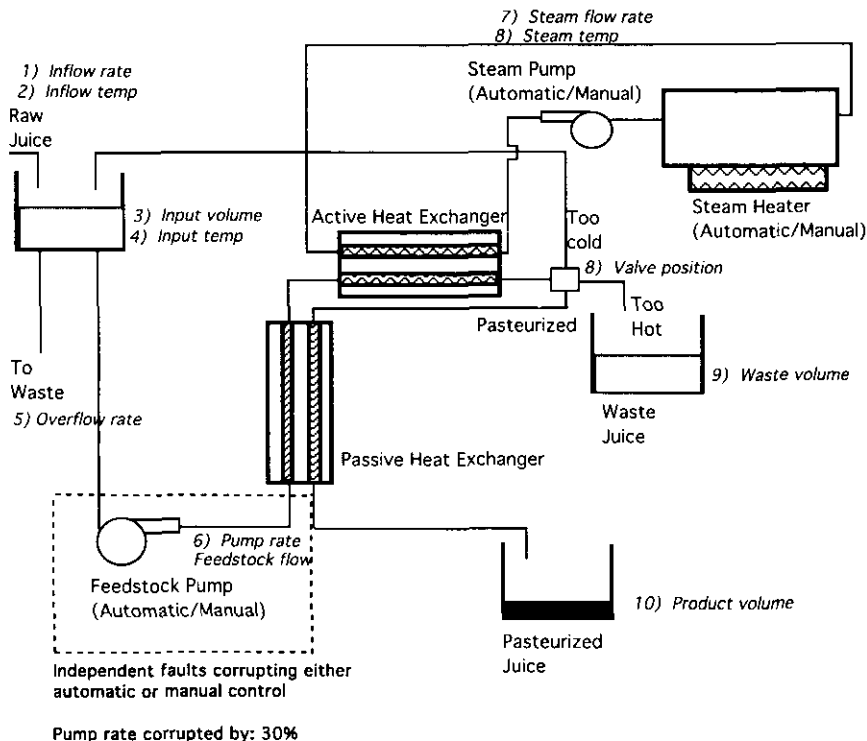 7) Steam flow rate
8) Steam temp
1) Inflow rate
2) Inflow temp
Raw
Juice
Steam Pump
(Automatic/Manual)
3) Input volume
4) Input temp
Active Heat Exchanger
Too
cold
Steam Heater
(Automatic/Manual)
8) Valve position
Pasteurized
Too
Hot
To
Waste
5) Overflow rate
9) Waste volume
Waste
Juice
Passive Heat Exchanger
6) Pump rate
Feedstock flow
Feedstock Pump
(Automatic/Manual)
10) Product volume
Pasteurized
Juice
Independent faults corrupting either
automatic or manual control
Pump rate corrupted by: 30%